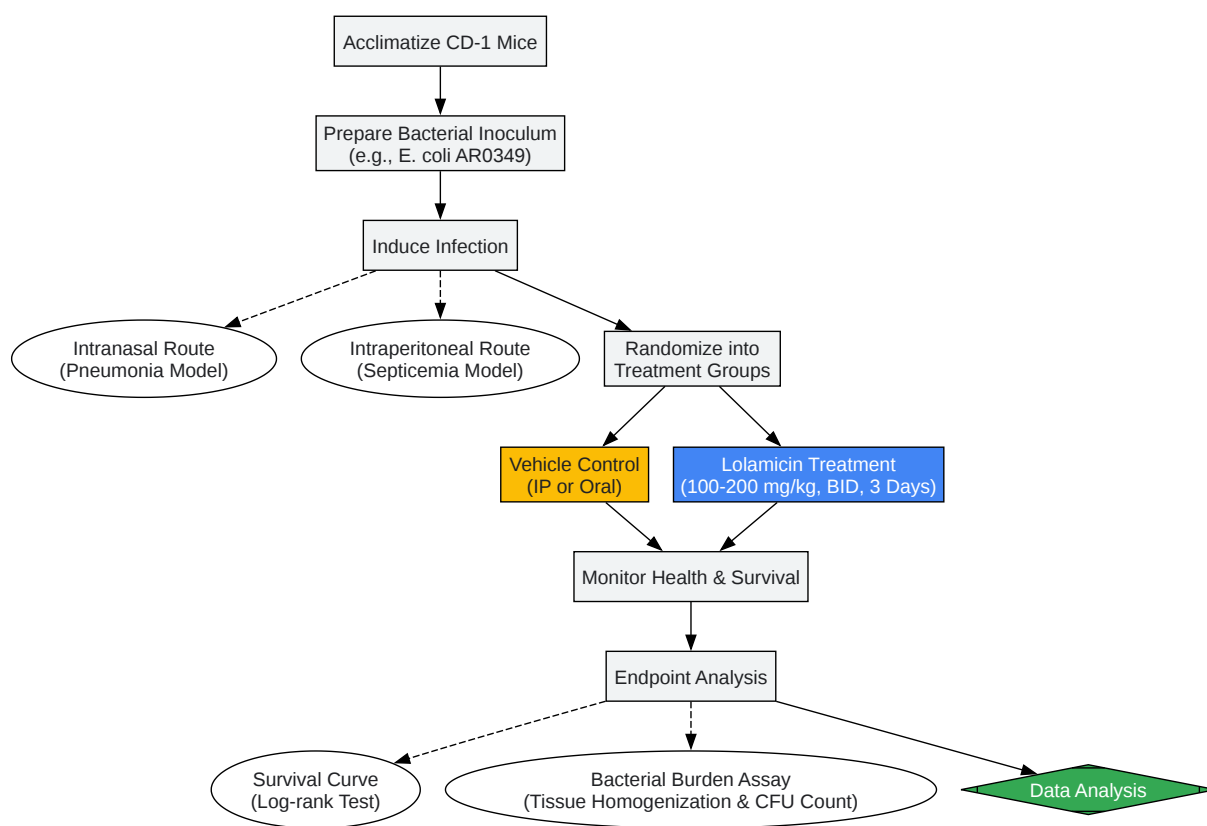 Acclimatize CD-1 Mice
Prepare Bacterial Inoculum
(e.g., E. coli AR0349)
Induce Infection
Intranasal Route
(Pneumonia Model)
Intraperitoneal Route
(Septicemia Model)
Randomize into
Treatment Groups
Vehicle Control
(IP or Oral)
Lolamicin Treatment
(100-200 mg/kg, BID, 3 Days)
Monitor Health & Survival
Endpoint Analysis
Survival Curve
(Log-rank Test)
Bacterial Burden Assay
(Tissue Homogenization & CFU Count)
Data Analysis